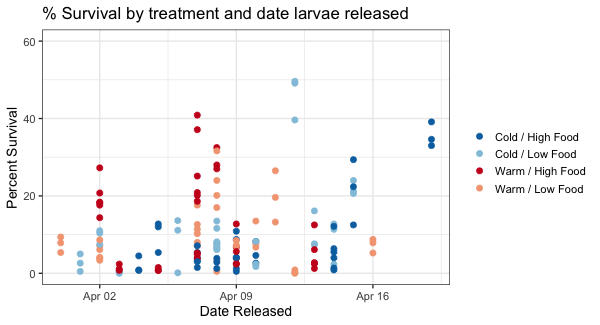 % Survival by treatment and date larvae released
60
40
20
0
Percent Survival
Apr 02
Apr 09
Apr 16
Date Released
Cold / High Food
Cold / Low Food
Warm / High Food
Warm / Low Food